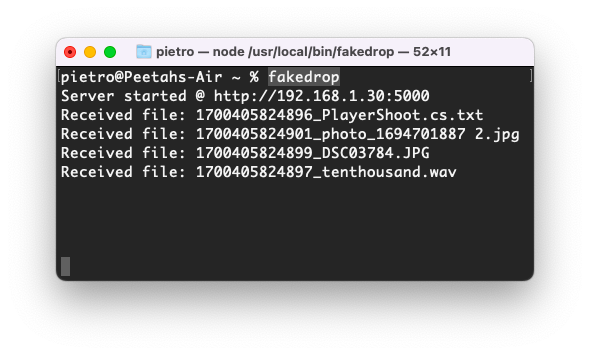 pietro — node /usr/local/bin/fakedrop — 52×11
pietro@Peetahs-Air ~ % fakedrop
Server started @ http://192.168.1.30:5000
Received file: 1700405824896_PlayerShoot.cs.txt
Received file: 1700405824901_photo_1694701887 2.jpg
Received file: 1700405824899_DSC03784.JPG
Received file: 1700405824897_tenthousand.wav